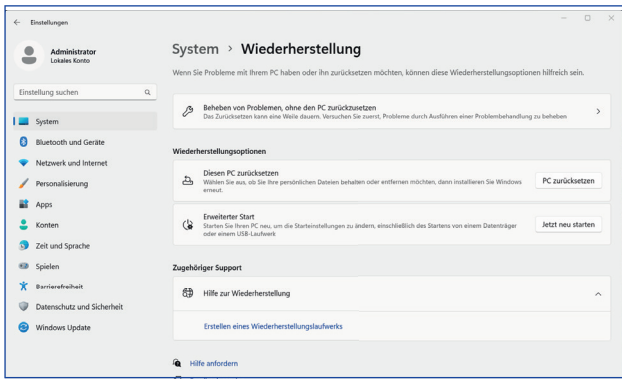 Einstellungen
Administrator
Lokales Konto
Einstellung suchen
System
Bluetooth und Geräte
Netzwerk und Internet
Personalisierung
Apps
Konten
Zeit und Sprache
Spielen
Barrierefreiheit
Datenschutz und Sicherheit
Windows Update
System > Wiederherstellung
Wenn Sie Probleme mit Ihrem PC haben oder ihn zurücksetzen möchten, können diese Wiederherstellungsoptionen hilfreich sein.
Beheben von Problemen, ohne den PC zurückzusetzen
Das Zurücksetzen kann eine Weile dauern. Versuchen Sie zuerst, Probleme durch Ausführen einer Problembehandlung zu beheben
Wiederherstellungsoptionen
Diesen PC zurücksetzen
Wählen Sie aus, ob Sie Ihre persönlichen Dateien behalten oder entfernen möchten, dann installieren Sie Windows
erneut.
PC zurücksetzen
Erweiterter Start
Starten Sie Ihren PC neu, um die Starteinstellungen zu ändern, einschließlich des Startens von einem Datenträger
oder einem USB-Laufwerk
Jetzt neu starten
Zugehöriger Support
Hilfe zur Wiederherstellung
Erstellen eines Wiederherstellungslaufwerks
Hilfe anfordern